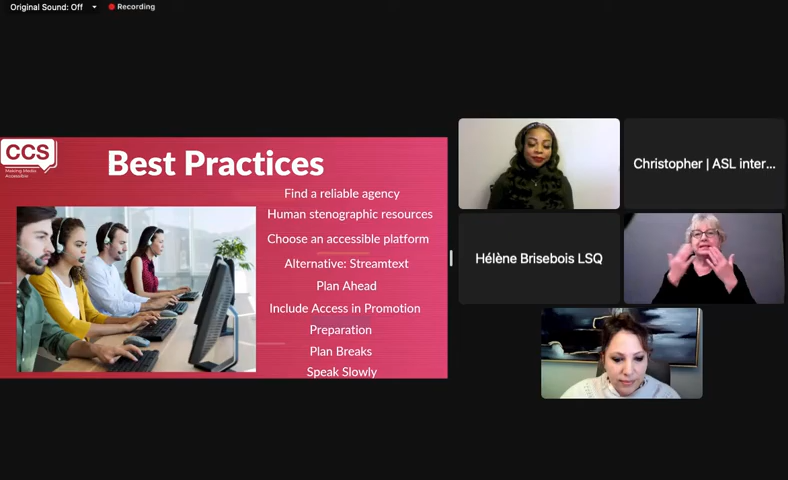 Original Sound: Off
Recording
CCS
Making Media
Accessible
Best Practices
Find a reliable agency
Human stenographic resources
Choose an accessible platform
Alternative: Streamtext
Plan Ahead
Include Access in Promotion
Preparation
Plan Breaks
Speak Slowly
Christopher | ASL inter...
Hélène Brisebois LSQ